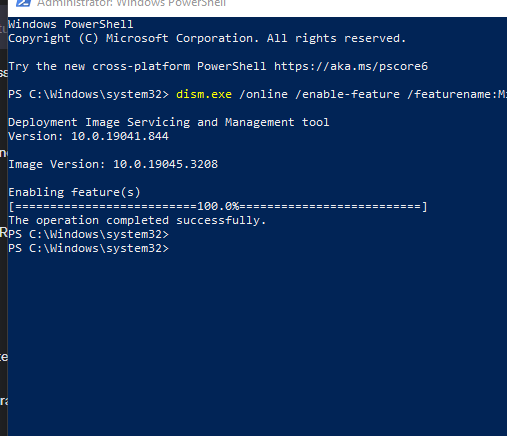 Administrator: Windows PowerShell
Windows PowerShell
Copyright (C) Microsoft Corporation. All rights reserved.
Try the new cross-platform PowerShell https://aka.ms/pscore6
PS C:\Windows\system32> dism.exe /online /enable-feature /featurename:Mi
Deployment Image Servicing and Management tool
Version: 10.0.19041.844
Image Version: 10.0.19045.3208
Enabling feature(s)
[==========================100.0%==========================]
The operation completed successfully.
PS C:\Windows\system32>
PS C:\Windows\system32>